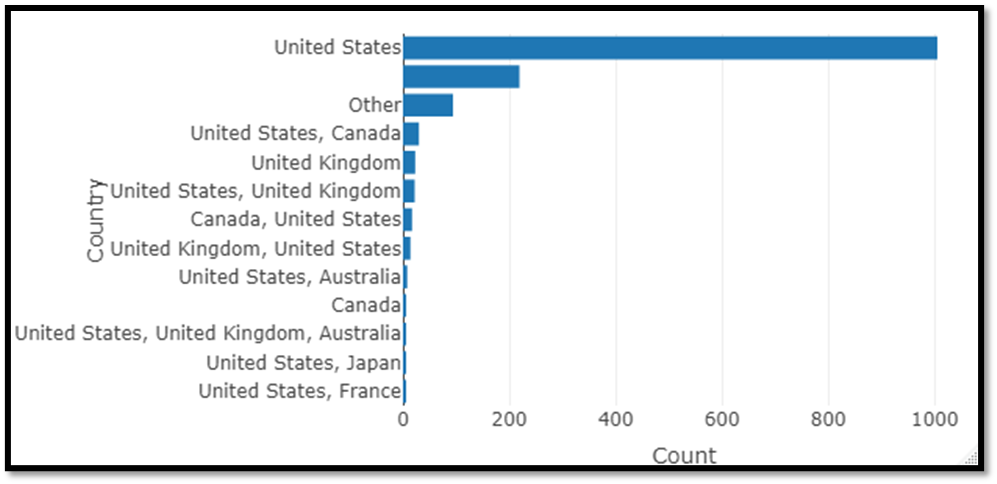 United States
Other
United States, Canada
United Kingdom
United States, United Kingdom
Canada, United States
United Kingdom, United States
United States, Australia
Canada
United States, United Kingdom, Australia
United States, Japan
United States, France
Country
0 200 400 600 800 1000
Count